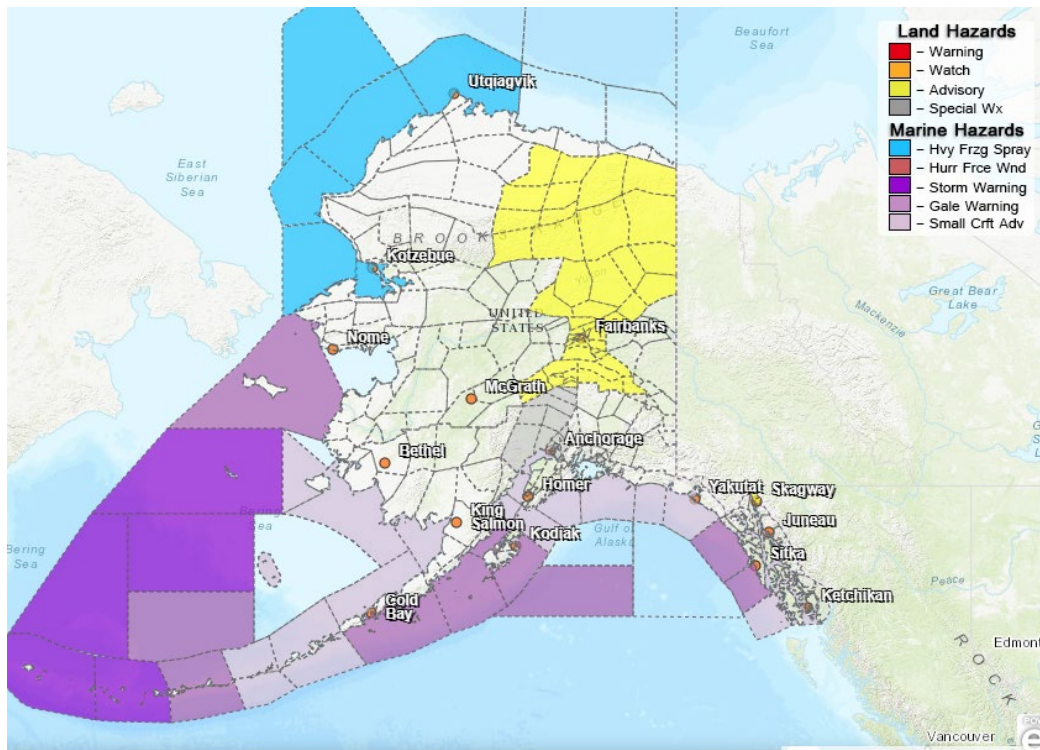 Land Hazards
– Warning
– Watch
– Advisory
– Special Wx
Marine Hazards
– Hvy Frzg Spray
– Hurr Frce Wnd
– Storm Warning
– Gale Warning
– Small Crft Adv
Beaufort
Sea
Utqiagvik
East
Siberian
Sea
BROOK
Kotzebue
Yukon
Great Bear
Lake
Mackenzie
UNITED
STATES
Fairbanks
Nome
McGrath
Anchorage
Bethel
Homer
Yakutat
Skagway
King
Salmon
Kodiak
Gulf of
Alaska
Juneau
Sitka
Bering
Sea
Bering
Sea
Cold
Bay
Ketchikan
Peace
Edmont
ROCK
Vancouver